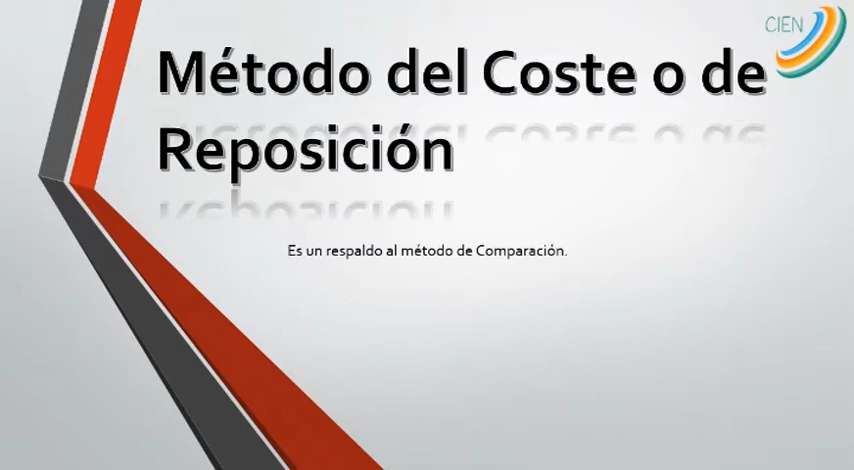 CIEN
Método del Coste o de
Reposición
Es un respaldo al método de Comparación.